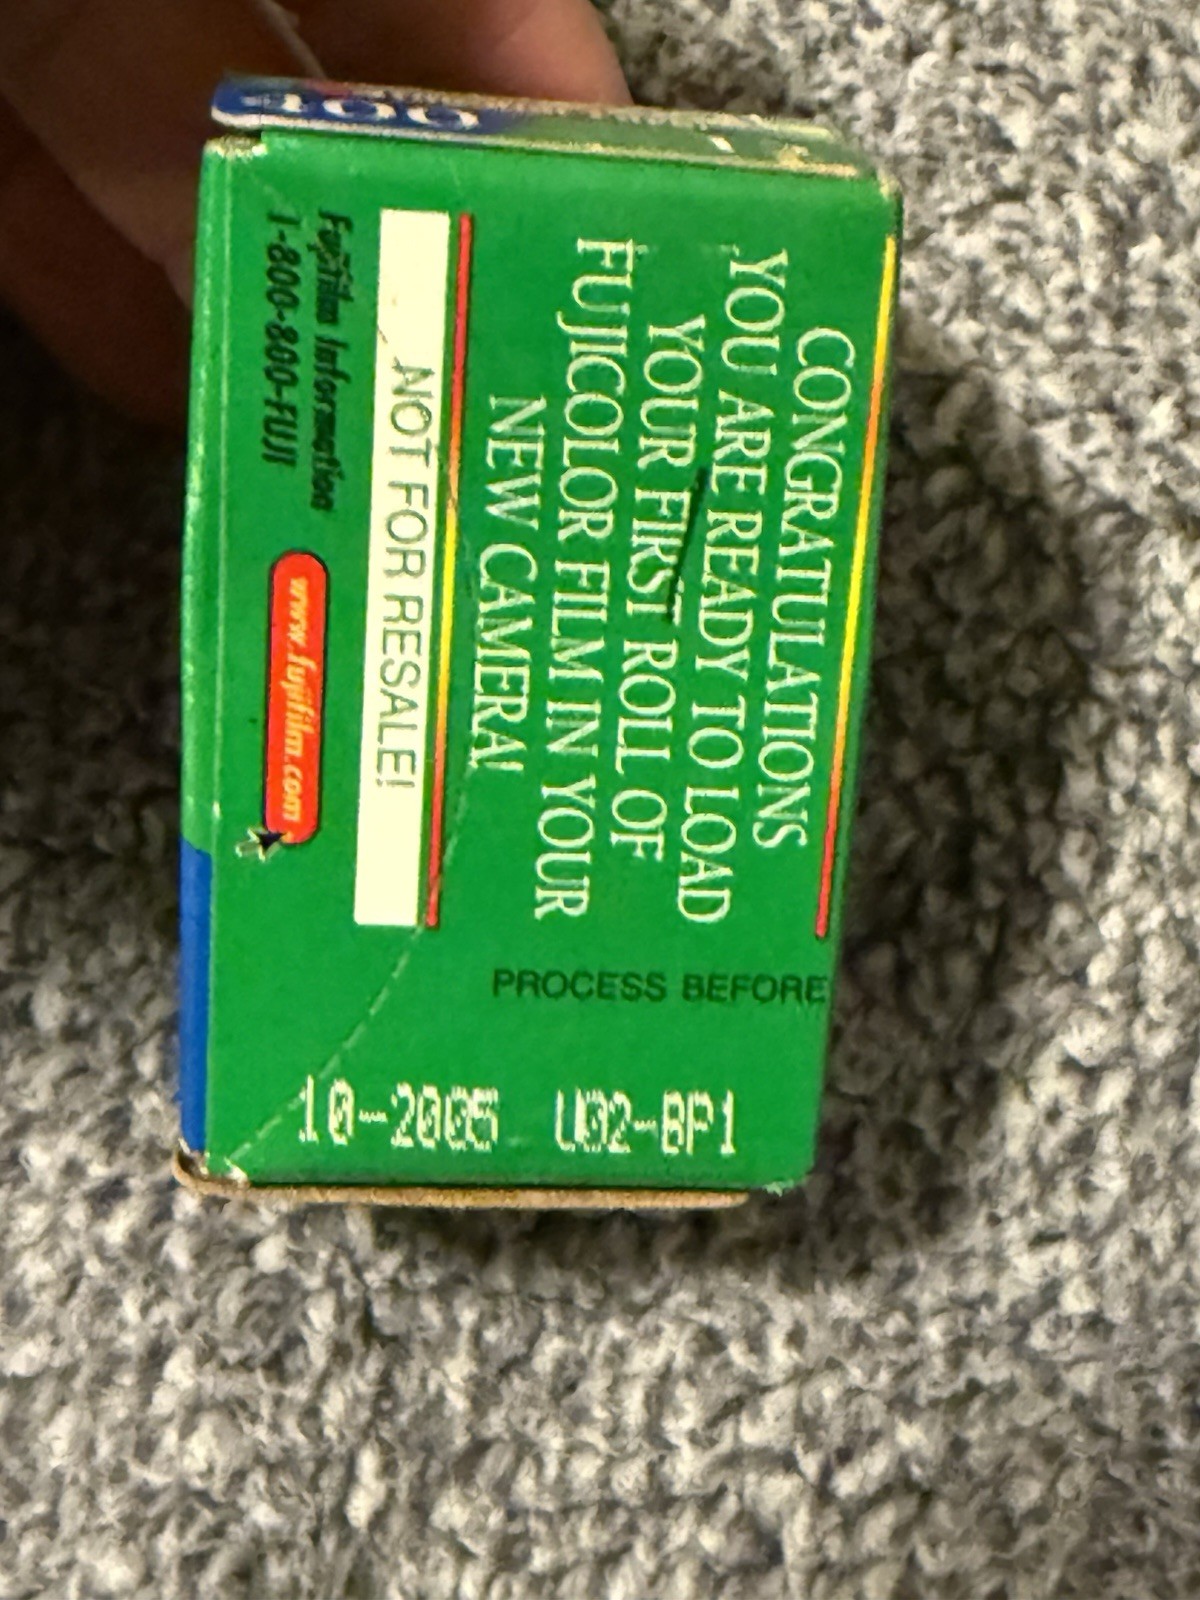 400
CONGRATULATIONS
YOU ARE READY TO LOAD
YOUR FIRST ROLL OF
FUJICOLOR FILM IN YOUR
NEW CAMERA!
NOT FOR RESALE!
Fujifilm Information
1-800-800-FUJI
www.fujifilm.com
PROCESS BEFORE
10-2005 U02-BP1